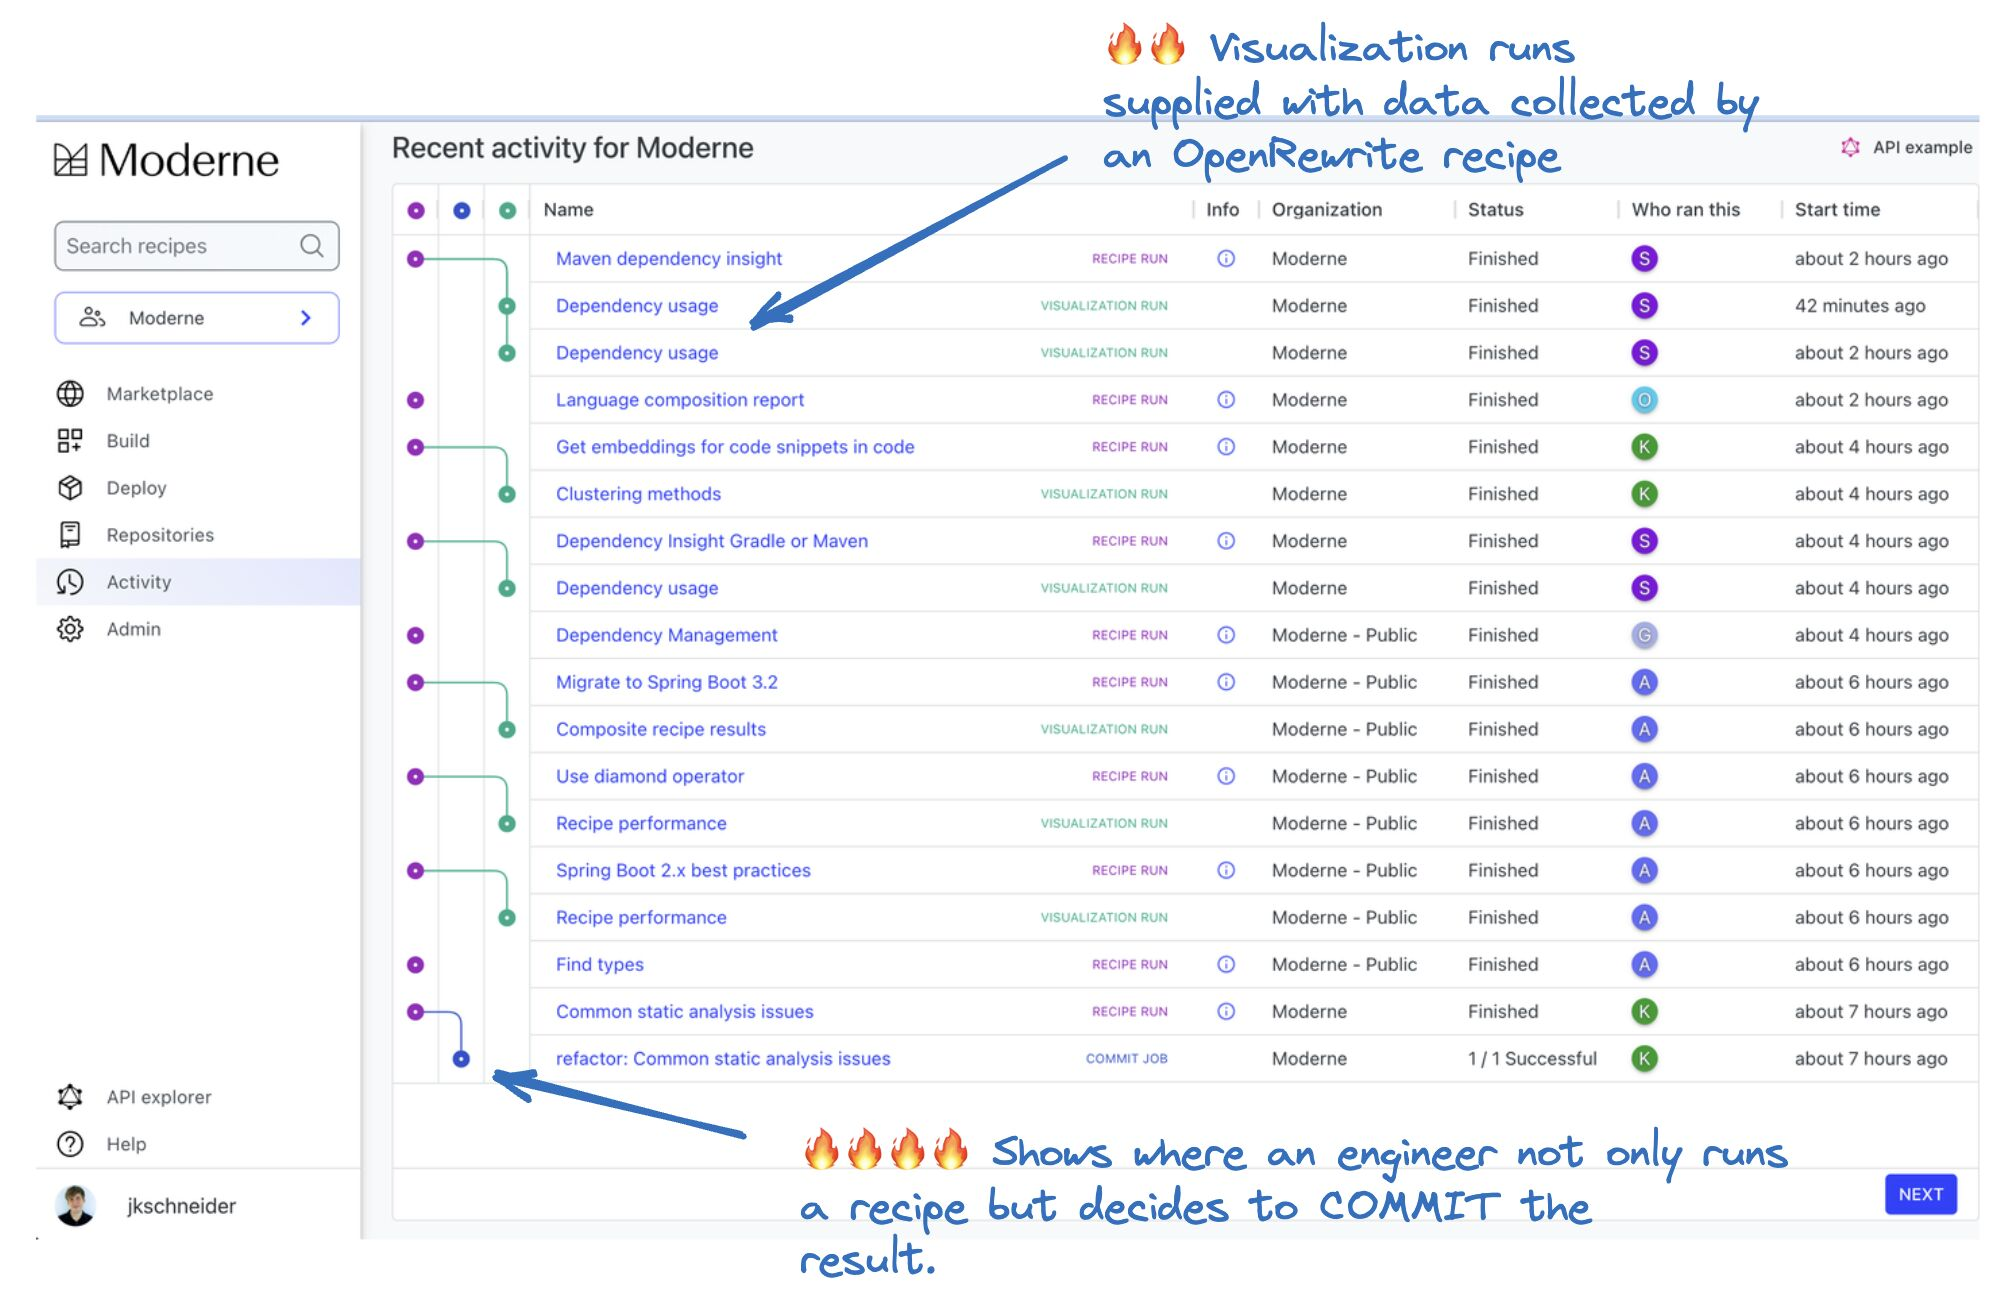 🔥🔥 Visualization runs
supplied with data collected by
an OpenRewrite recipe
Moderne
Search recipes
Moderne
Marketplace
Build
Deploy
Repositories
Activity
Admin
API explorer
Help
jkschneider
Recent activity for Moderne
API example
Name Info Organization Status Who ran this Start time
Maven dependency insight RECIPE RUN Moderne Finished S about 2 hours ago
Dependency usage VISUALIZATION RUN Moderne Finished S 42 minutes ago
Dependency usage VISUALIZATION RUN Moderne Finished S about 2 hours ago
Language composition report RECIPE RUN Moderne Finished O about 2 hours ago
Get embeddings for code snippets in code RECIPE RUN Moderne Finished K about 4 hours ago
Clustering methods VISUALIZATION RUN Moderne Finished K about 4 hours ago
Dependency Insight Gradle or Maven RECIPE RUN Moderne Finished S about 4 hours ago
Dependency usage VISUALIZATION RUN Moderne Finished S about 4 hours ago
Dependency Management RECIPE RUN Moderne - Public Finished G about 4 hours ago
Migrate to Spring Boot 3.2 RECIPE RUN Moderne - Public Finished A about 6 hours ago
Composite recipe results VISUALIZATION RUN Moderne - Public Finished A about 6 hours ago
Use diamond operator RECIPE RUN Moderne - Public Finished A about 6 hours ago
Recipe performance VISUALIZATION RUN Moderne - Public Finished A about 6 hours ago
Spring Boot 2.x best practices RECIPE RUN Moderne - Public Finished A about 6 hours ago
Recipe performance VISUALIZATION RUN Moderne - Public Finished A about 6 hours ago
Find types RECIPE RUN Moderne - Public Finished A about 6 hours ago
Common static analysis issues RECIPE RUN Moderne Finished K about 7 hours ago
refactor: Common static analysis issues COMMIT JOB Moderne 1 / 1 Successful K about 7 hours ago
🔥🔥🔥🔥 Shows where an engineer not only runs
a recipe but decides to COMMIT the
result.
NEXT